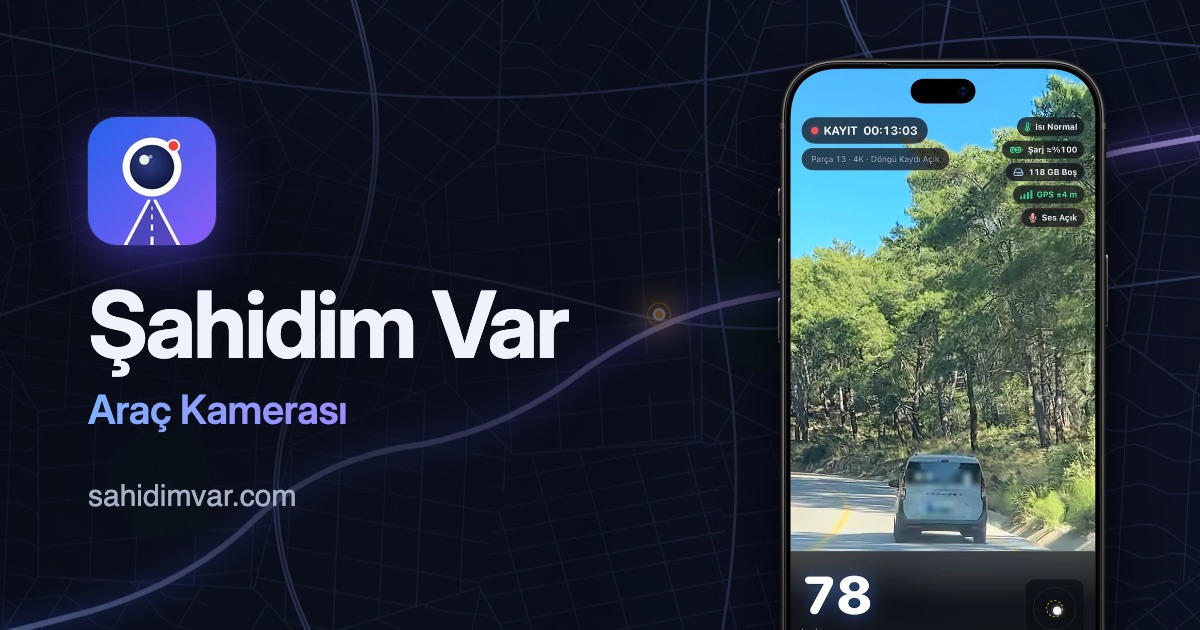 Şahidim Var
Araç Kamerası
sahidimvar.com
KAYIT 00:13:03
Parça 13 · 4K · Döngü Kaydı Açık
Isı Normal
Şarj ≈%100
118 GB Boş
GPS ±4 m
Ses Açık
78